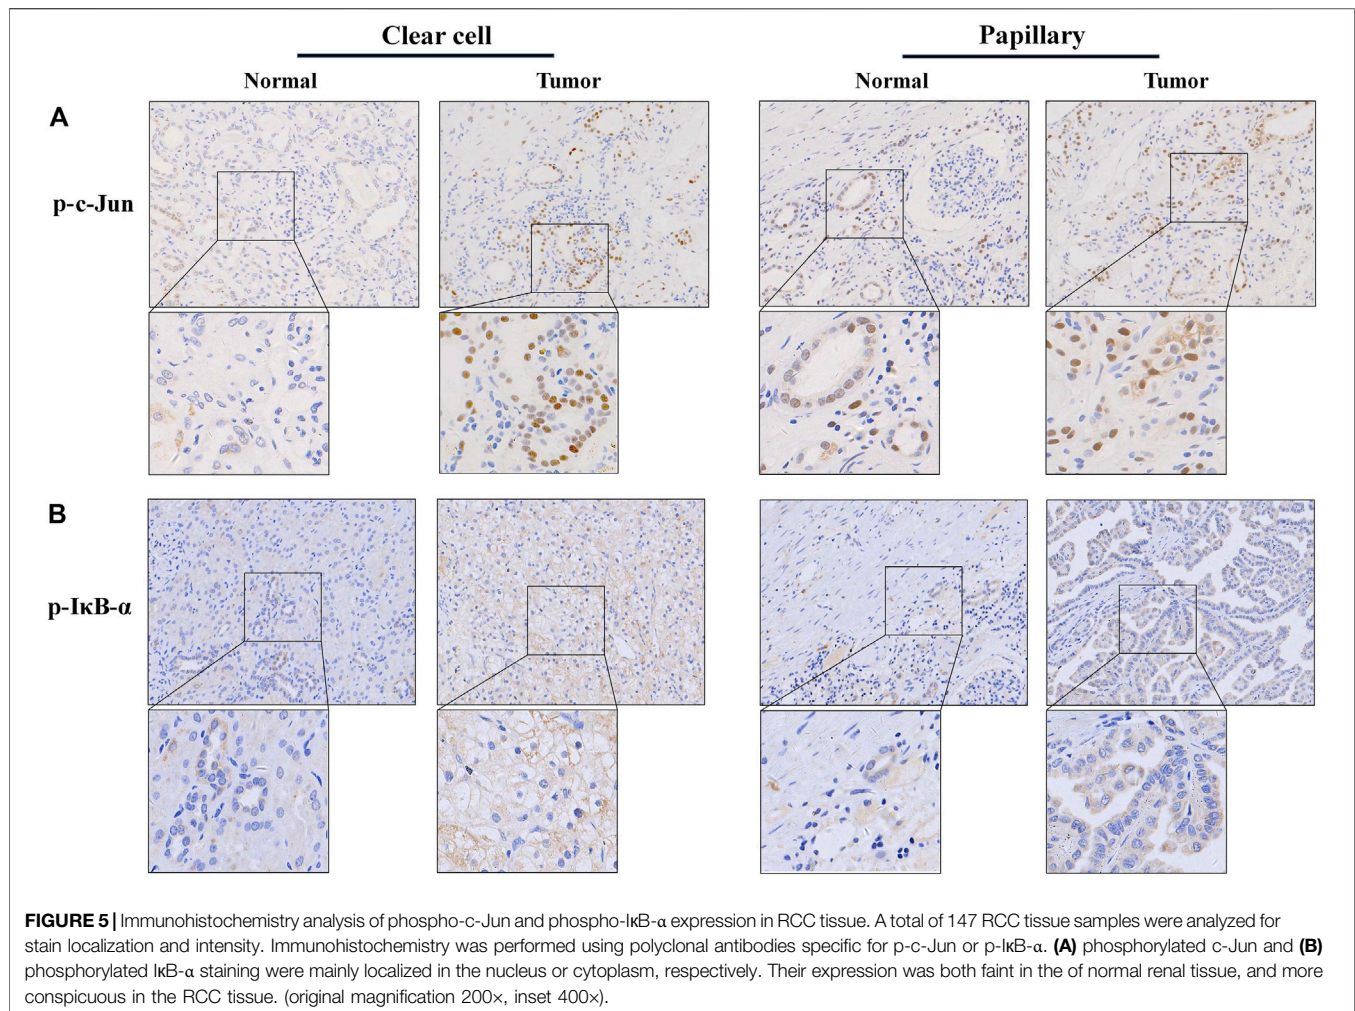 Clear cell
Papillary
Normal
Tumor
Normal
Tumor
A
p-c-Jun
B
p-IκB-α
FIGURE 5 | Immunohistochemistry analysis of phospho-c-Jun and phospho-IκB-α expression in RCC tissue. A total of 147 RCC tissue samples were analyzed for
stain localization and intensity. Immunohistochemistry was performed using polyclonal antibodies specific for p-c-Jun or p-IκB-α. (A) phosphorylated c-Jun and (B)
phosphorylated IκB-α staining were mainly localized in the nucleus or cytoplasm, respectively. Their expression was both faint in the of normal renal tissue, and more
conspicuous in the RCC tissue. (original magnification 200×, inset 400×).